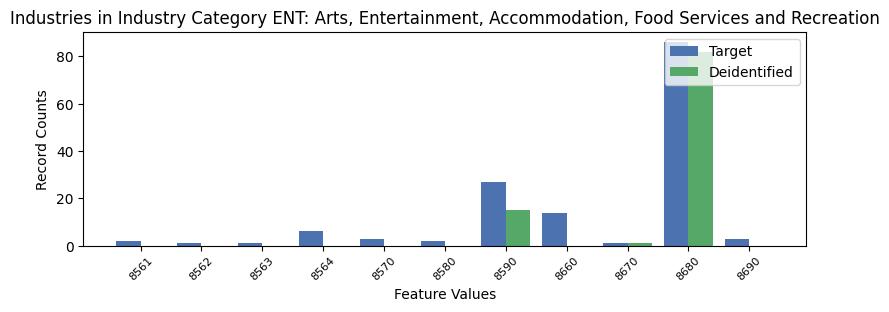 Industries in Industry Category ENT: Arts, Entertainment, Accommodation, Food Services and Recreation
Target
Deidentified
Record Counts
80
60
40
20
0
8561 8562 8563 8564 8570 8580 8590 8660 8670 8680 8690
Feature Values